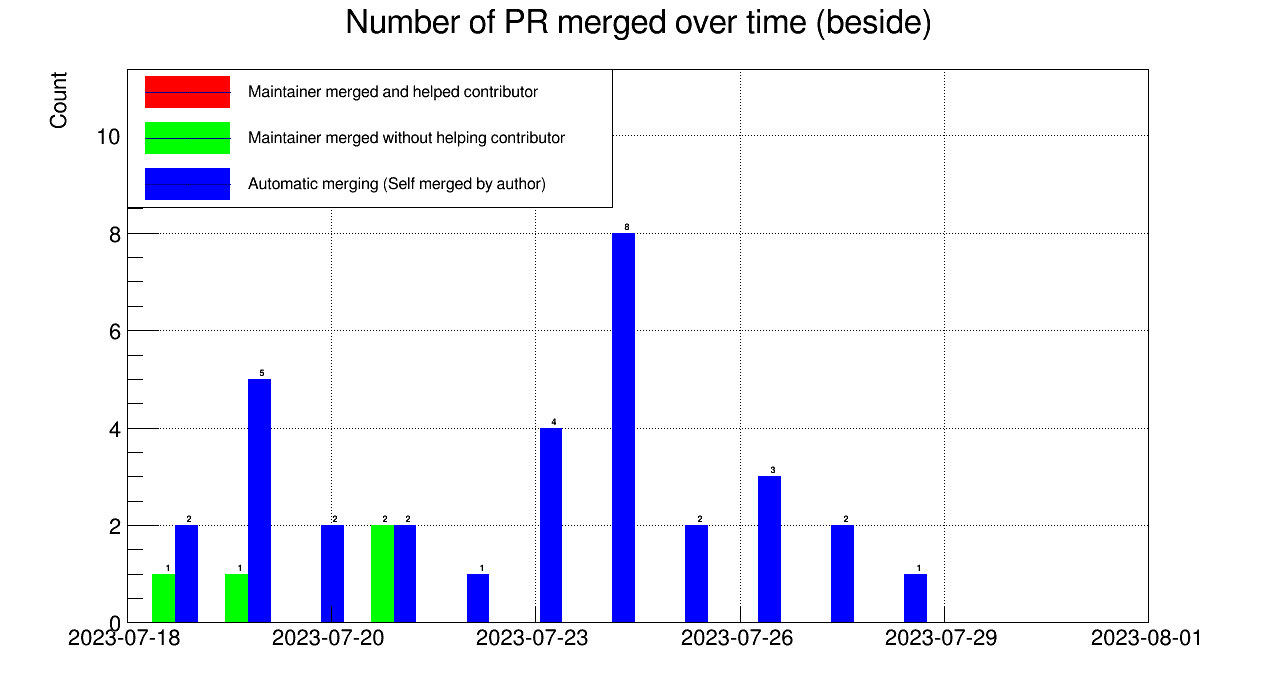 Number of PR merged over time (beside)
Count
Maintainer merged and helped contributor
Maintainer merged without helping contributor
Automatic merging (Self merged by author)
10
8
6
4
2
0
1 2 1 5 2 2 2 1 4 8 2 3 2 1
2023-07-18 2023-07-20 2023-07-23 2023-07-26 2023-07-29 2023-08-01